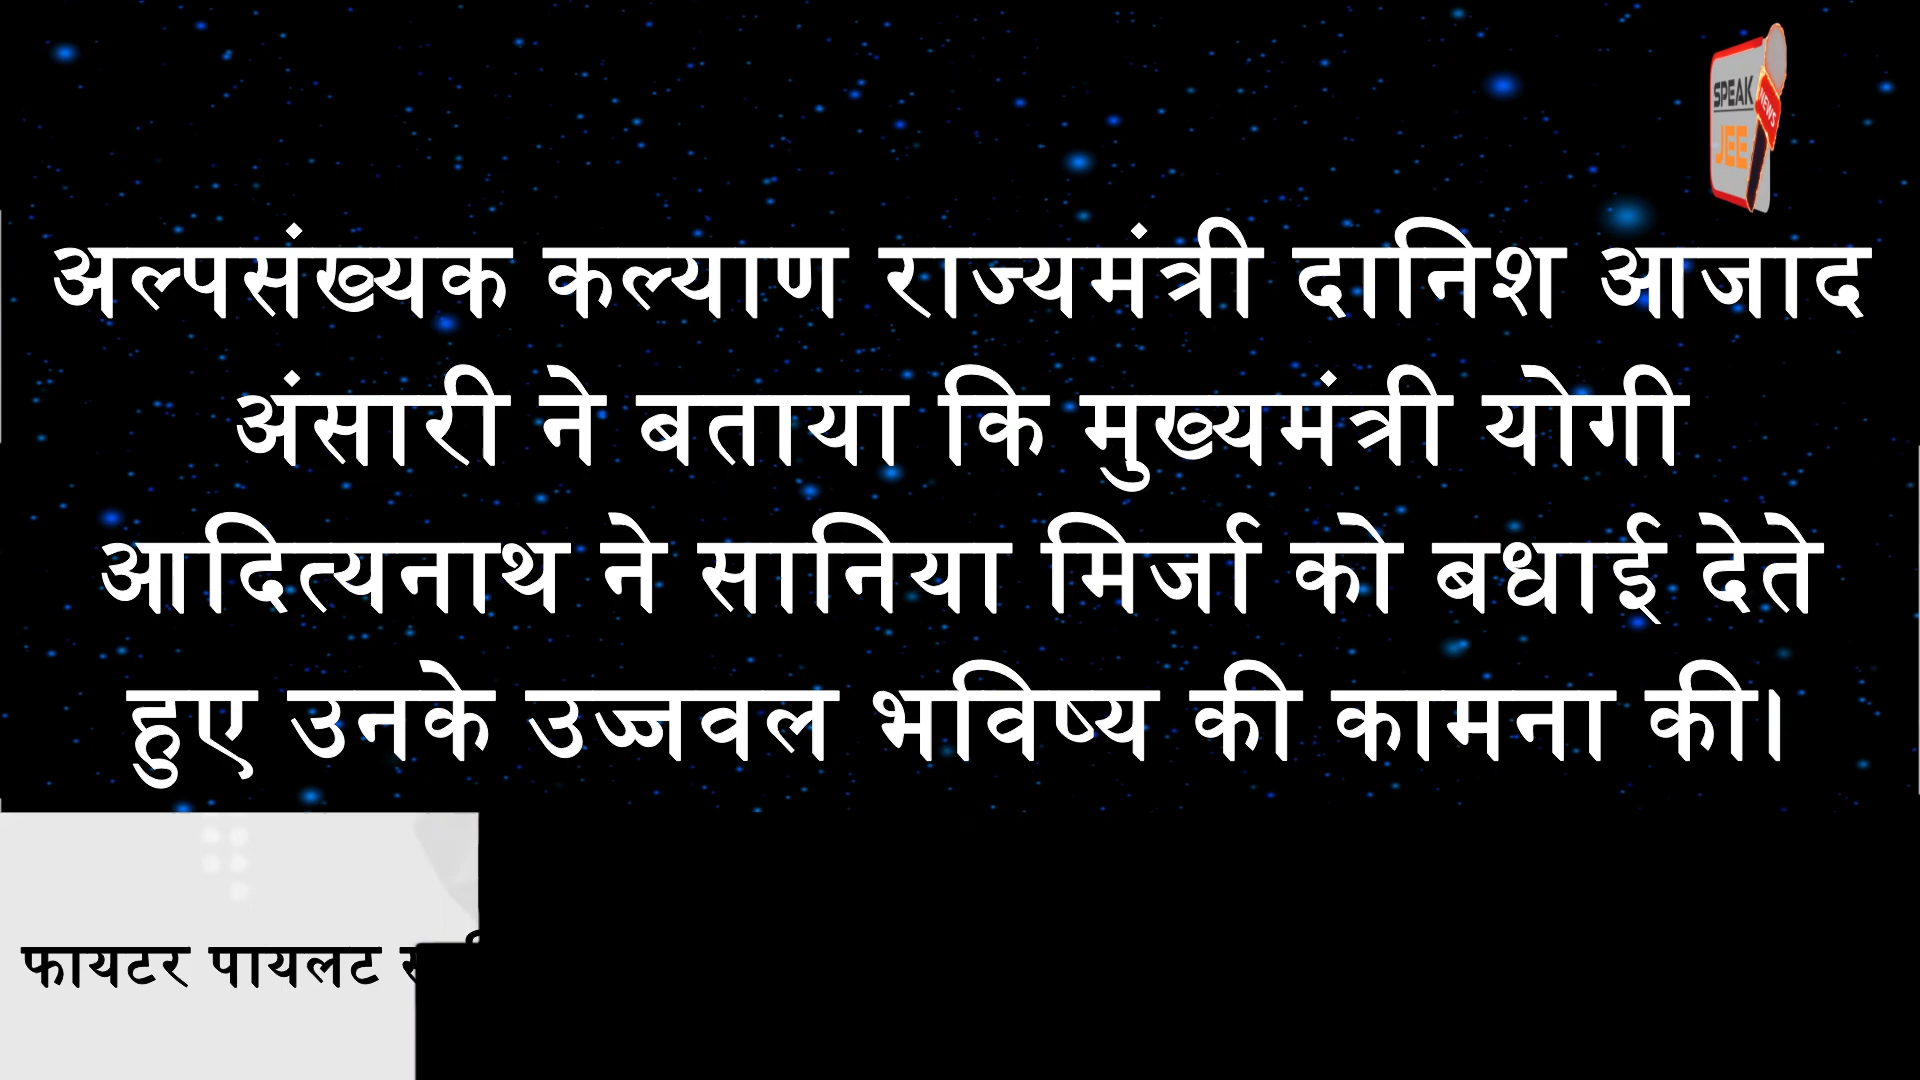 SPEAK
NEWS
JEE
अल्पसंख्यक कल्याण राज्यमंत्री दानिश आजाद
अंसारी ने बताया कि मुख्यमंत्री योगी
आदित्यनाथ ने सानिया मिर्जा को बधाई देते
हुए उनके उज्जवल भविष्य की कामना की।
फायटर पायलट